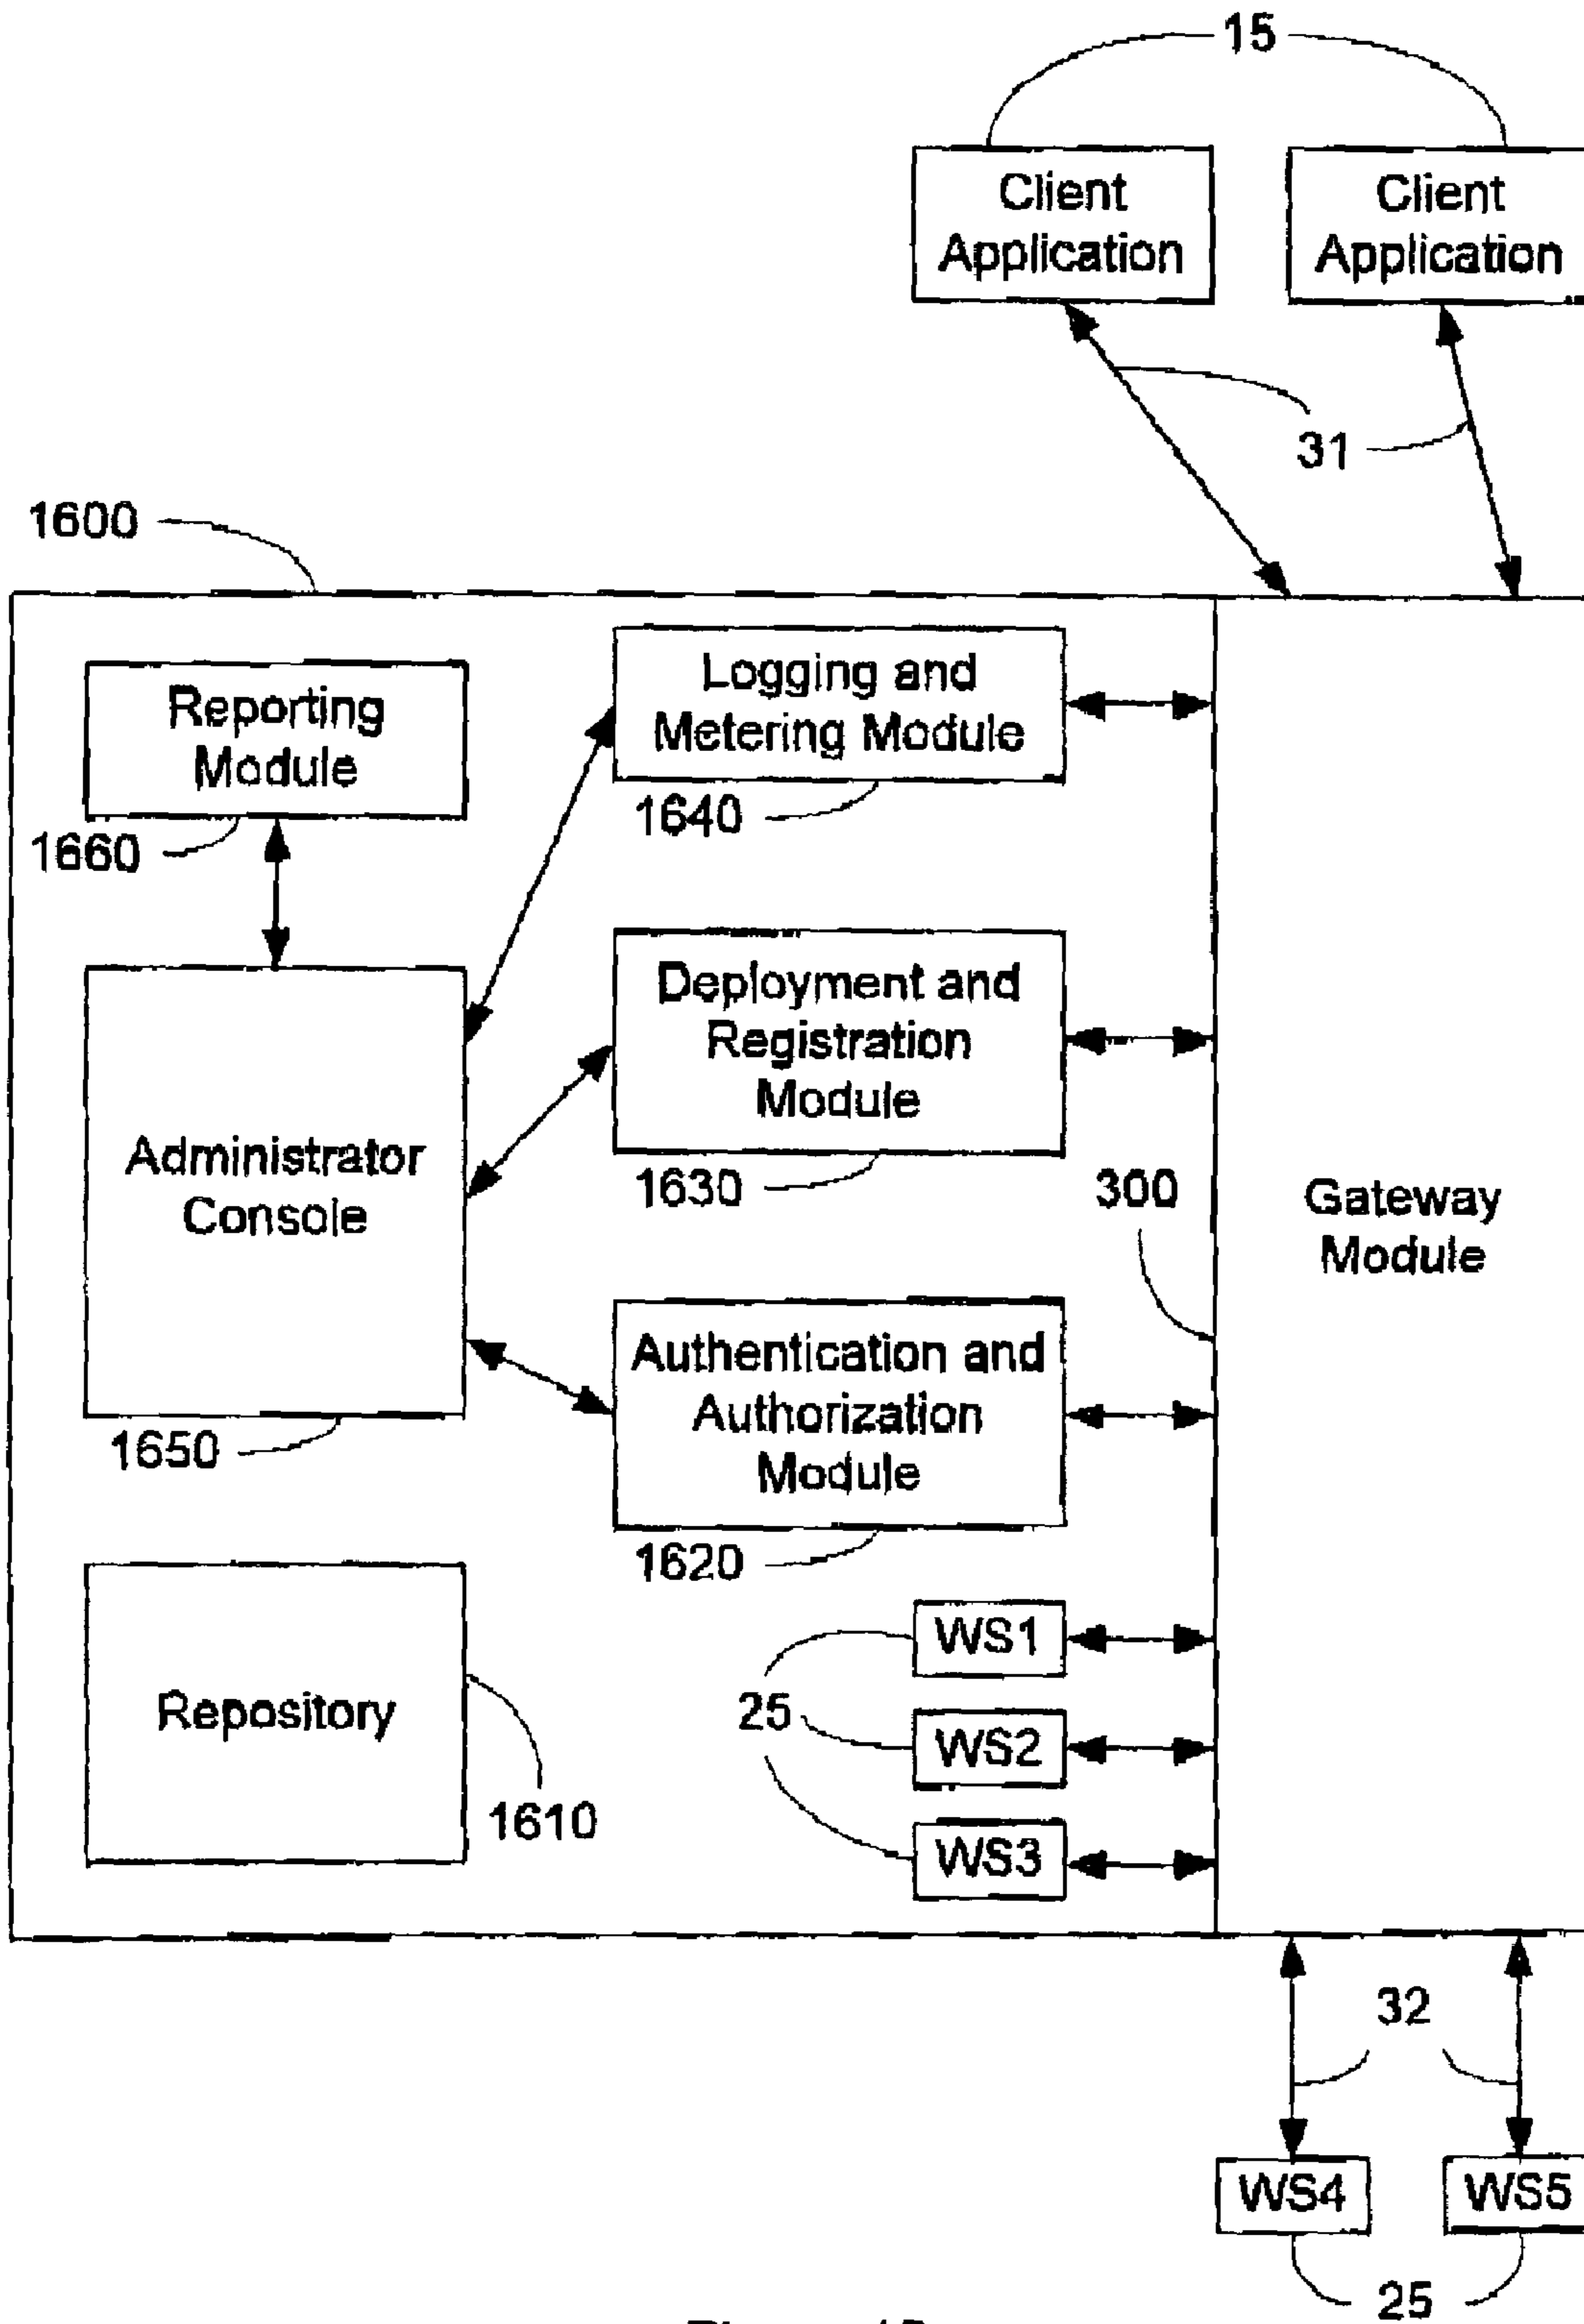 15
Client
Application
Client
Application
31
1600
Logging and
Metering Module
Reporting
Module
1640
1660
Deployment and
Registration
Module
Administrator
Console
1630
300
Gateway
Module
Authentication and
Authorization
Module
1650
1620
WS1
Repository
25
WS2
1610
WS3
32
WS4
WS5
25